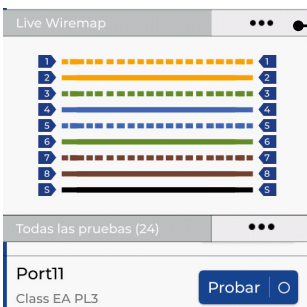 Live Wiremap •••
1 1
2 2
3 3
4 4
5 5
6 6
7 7
8 8
S S
Todas las pruebas (24) •••
Port11
Probar
Class EA PL3